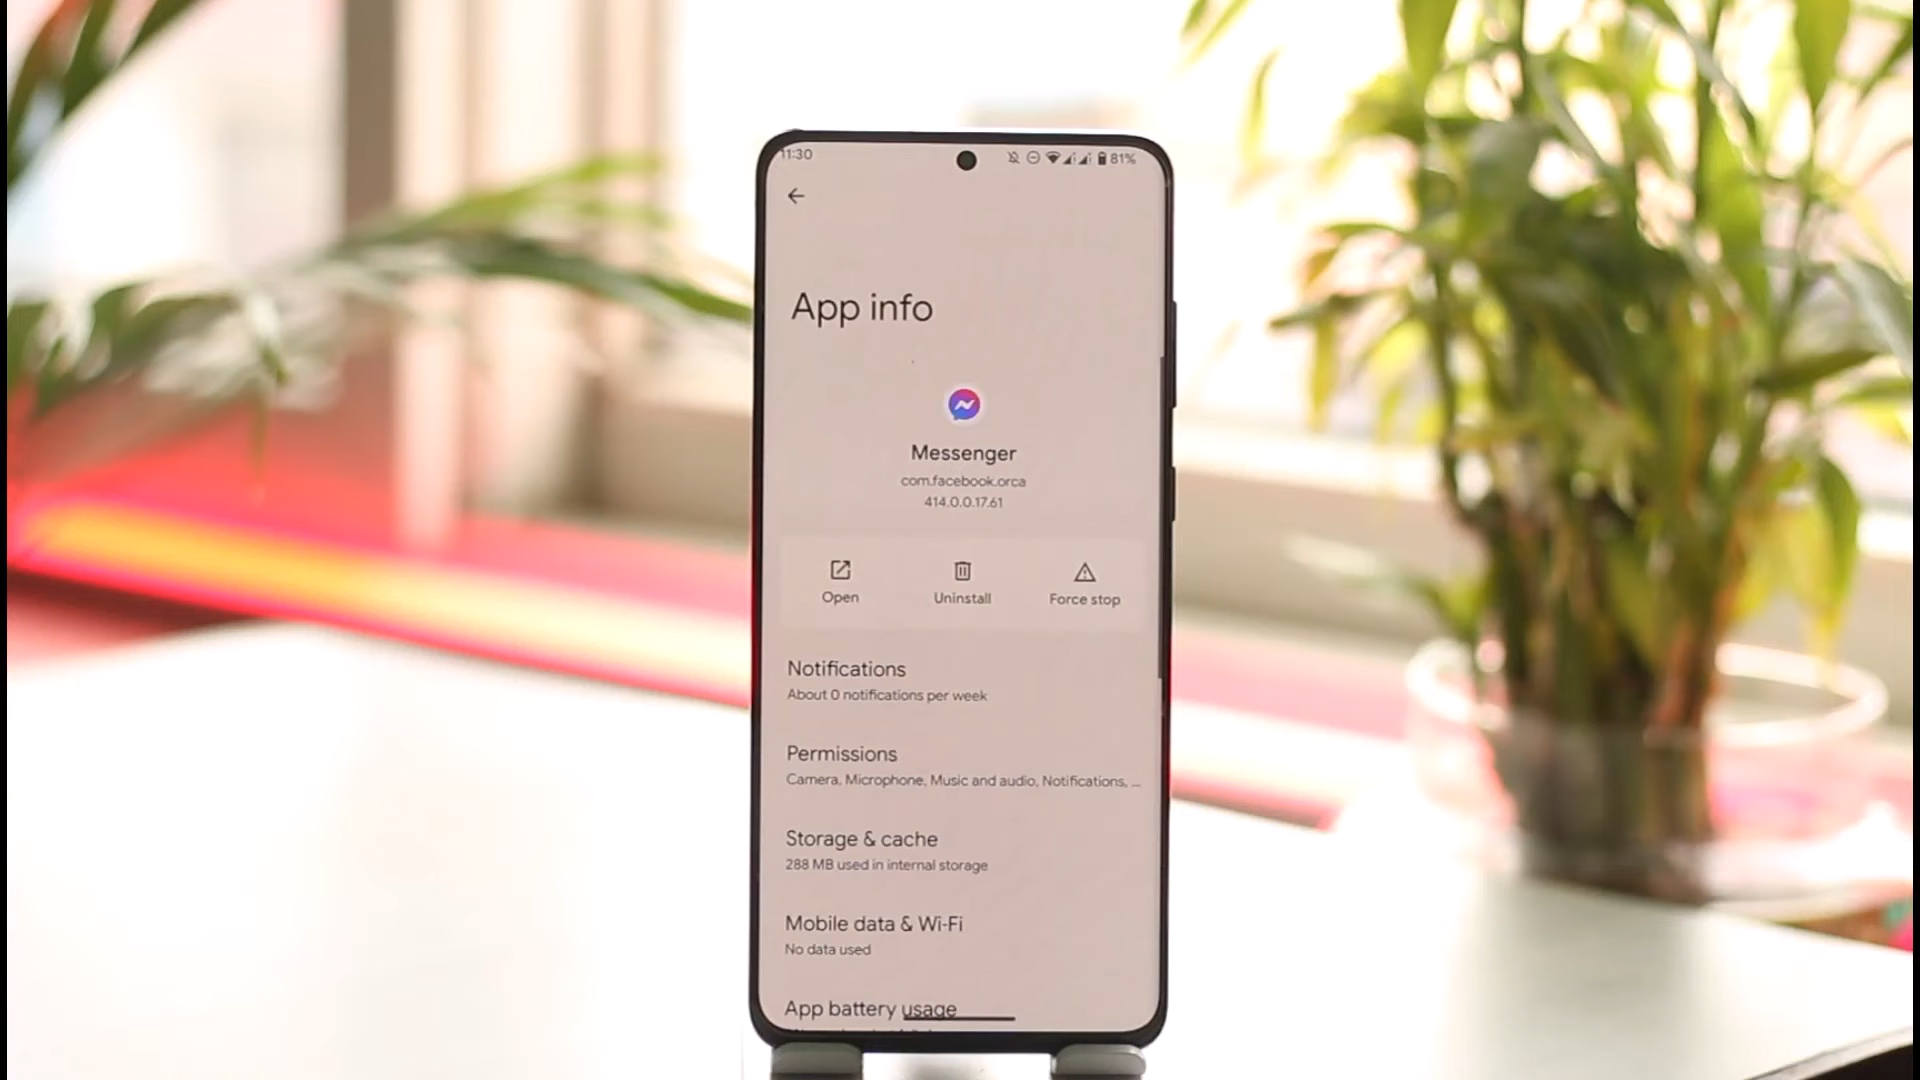 11:30 81%
App info
Messenger
com.facebook.orca
414.0.0.17.61
Open Uninstall Force stop
Notifications
About 0 notifications per week
Permissions
Camera, Microphone, Music and audio, Notifications, ...
Storage & cache
288 MB used in internal storage
Mobile data & Wi-Fi
No data used
App battery usage